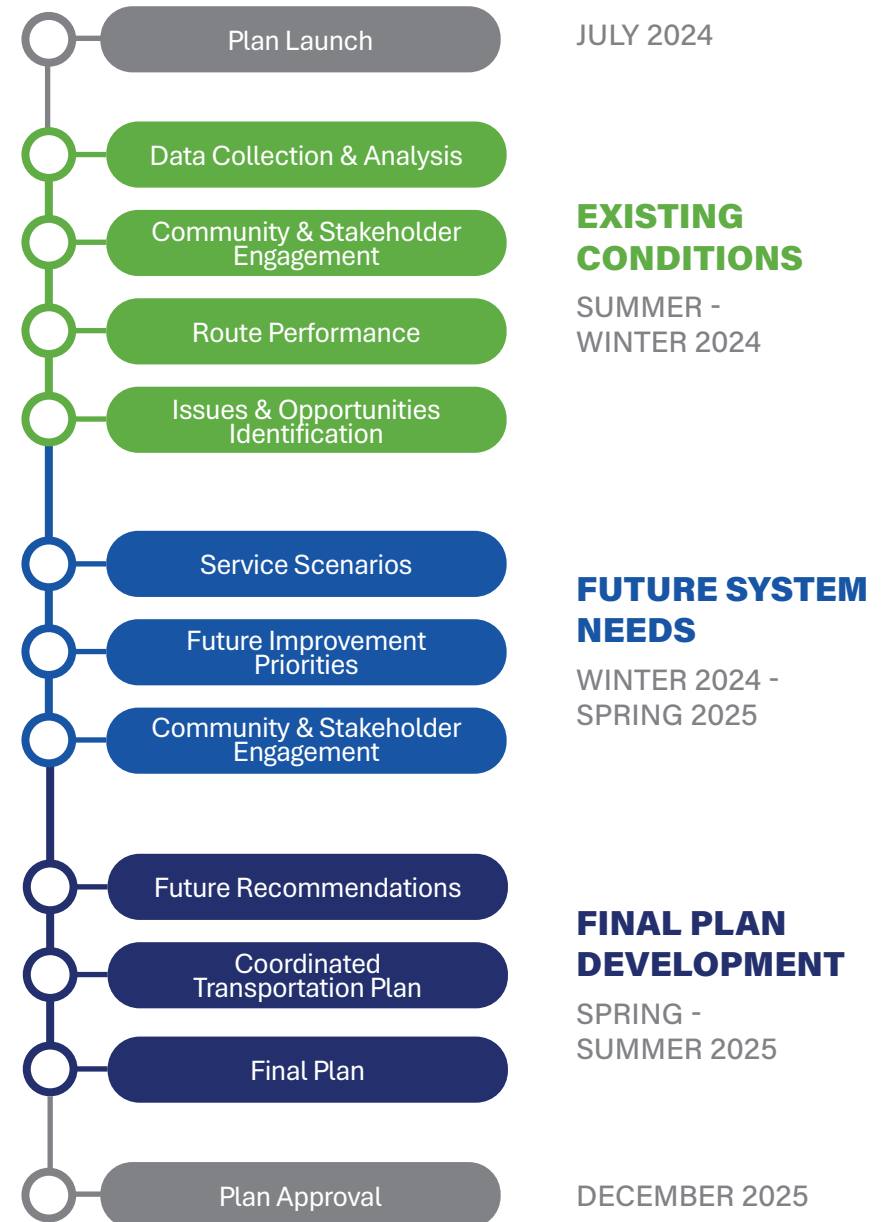 Plan Launch
JULY 2024
Data Collection & Analysis
Community & Stakeholder
Engagement
Route Performance
Issues & Opportunities
Identification
EXISTING
CONDITIONS
SUMMER -
WINTER 2024
Service Scenarios
Future Improvement
Priorities
Community & Stakeholder
Engagement
FUTURE SYSTEM
NEEDS
WINTER 2024 -
SPRING 2025
Future Recommendations
Coordinated
Transportation Plan
Final Plan
FINAL PLAN
DEVELOPMENT
SPRING -
SUMMER 2025
Plan Approval
DECEMBER 2025